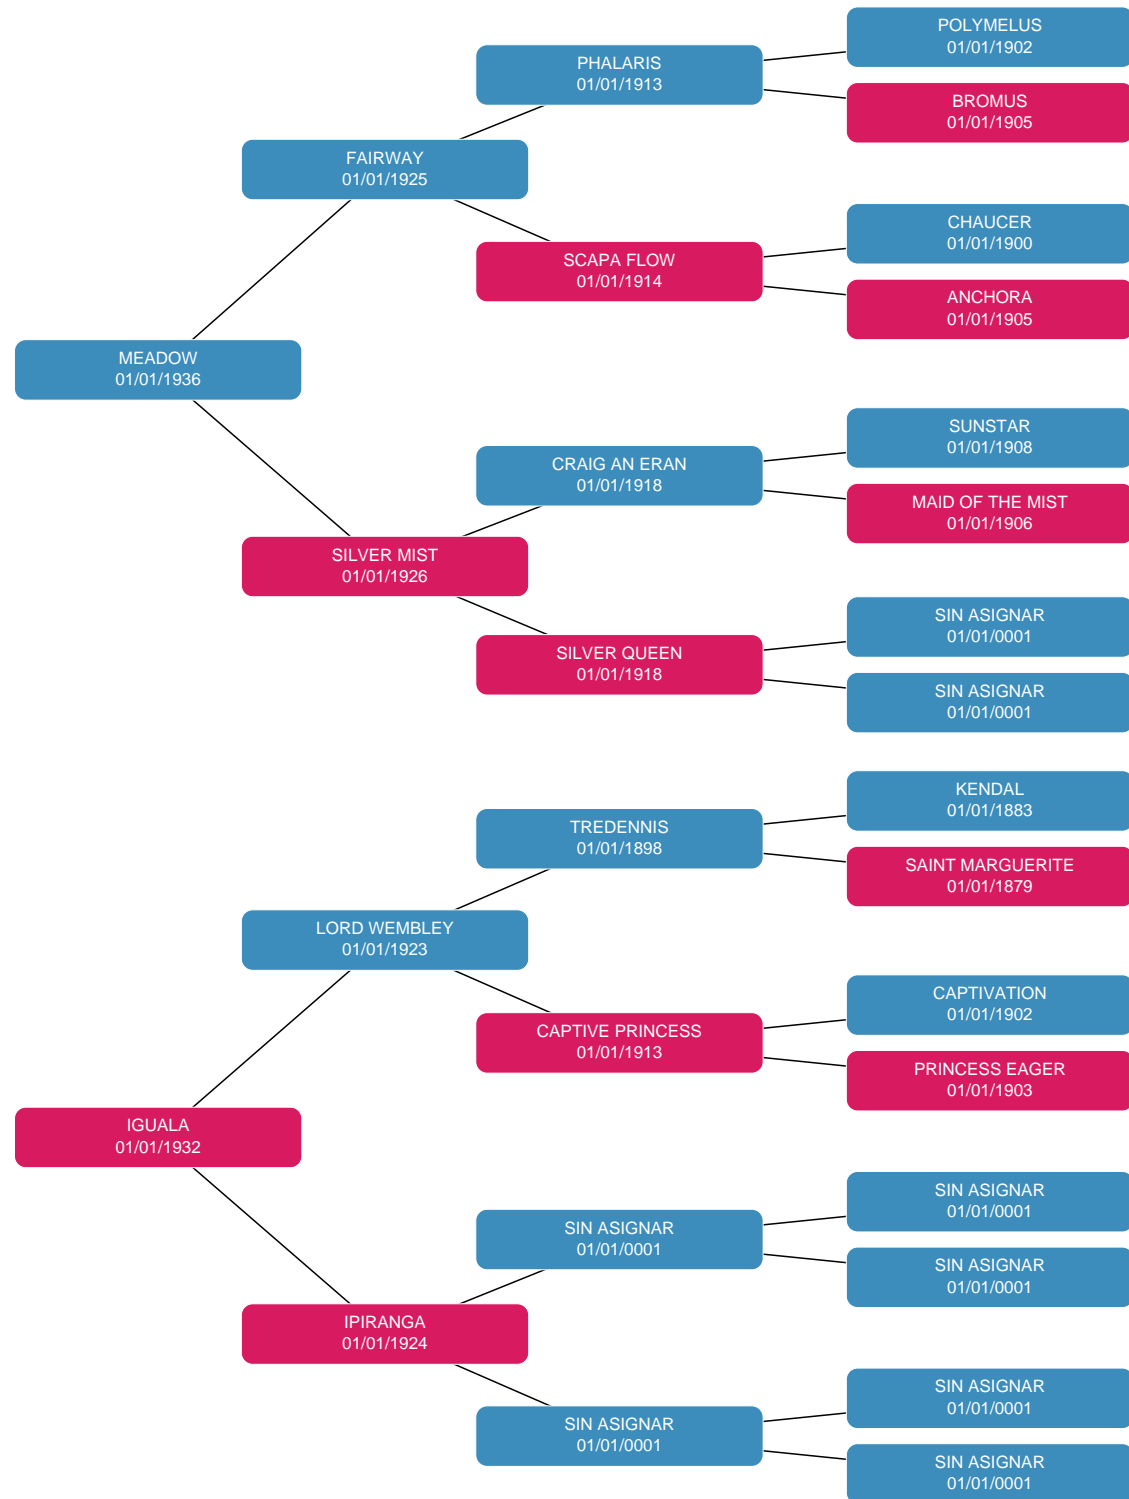 POLYMELUS
01/01/1902
PHALARIS
01/01/1913
BROMUS
01/01/1905
FAIRWAY
01/01/1925
CHAUCER
01/01/1900
SCAPA FLOW
01/01/1914
ANCHORA
01/01/1905
MEADOW
01/01/1936
SUNSTAR
01/01/1908
CRAIG AN ERAN
01/01/1918
MAID OF THE MIST
01/01/1906
SILVER MIST
01/01/1926
SIN ASIGNAR
01/01/0001
SILVER QUEEN
01/01/1918
SIN ASIGNAR
01/01/0001
KENDAL
01/01/1883
TREDENNIS
01/01/1898
SAINT MARGUERITE
01/01/1879
LORD WEMBLEY
01/01/1923
CAPTIVATION
01/01/1902
CAPTIVE PRINCESS
01/01/1913
PRINCESS EAGER
01/01/1903
IGUALA
01/01/1932
SIN ASIGNAR
01/01/0001
SIN ASIGNAR
01/01/0001
SIN ASIGNAR
01/01/0001
IPIRANGA
01/01/1924
SIN ASIGNAR
01/01/0001
SIN ASIGNAR
01/01/0001
SIN ASIGNAR
01/01/0001